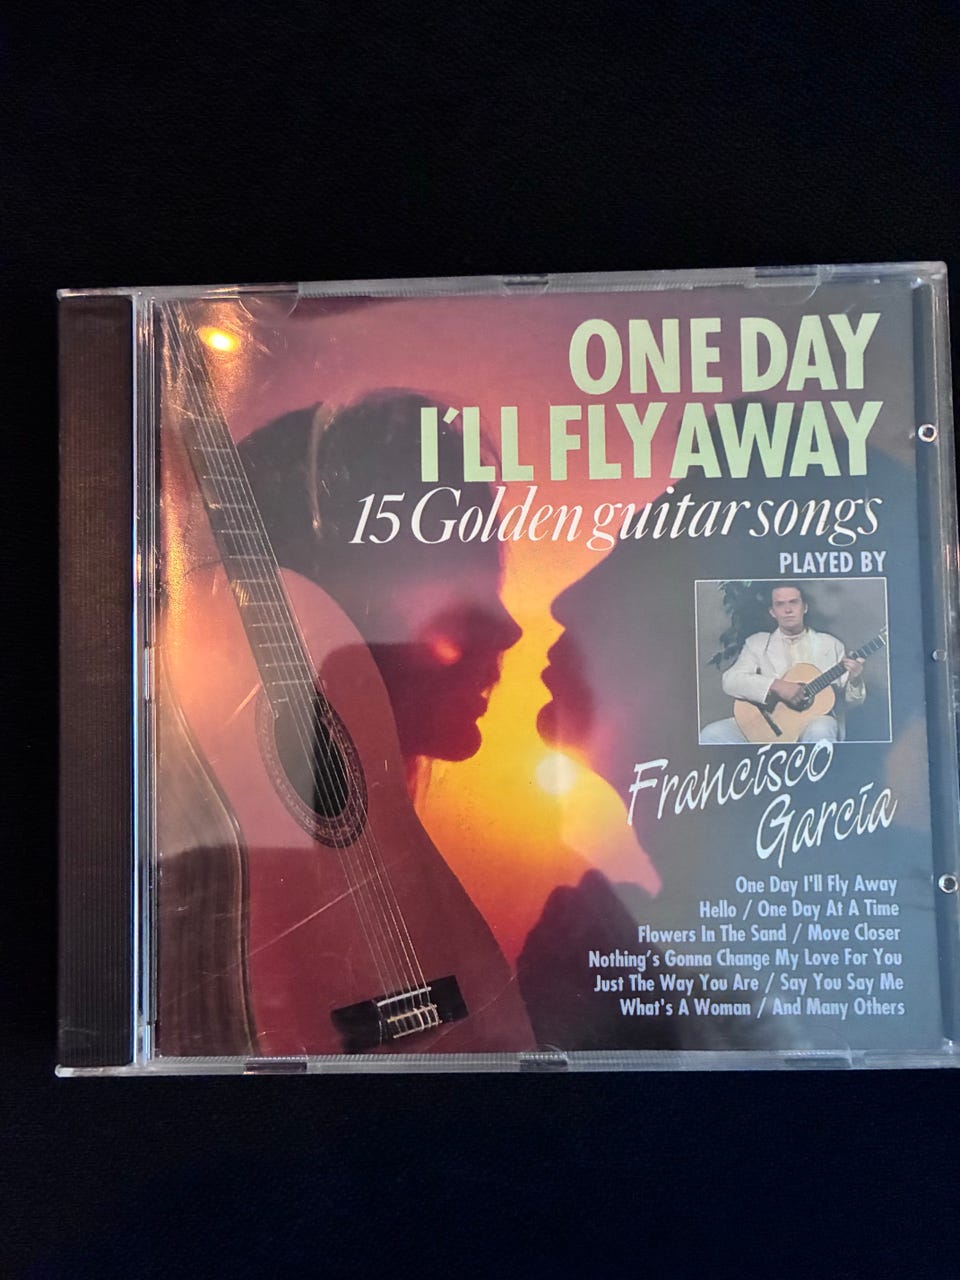 ONE DAY
I'LL FLY AWAY
15 Golden guitar songs
PLAYED BY
Francisco
García
One Day I'll Fly Away
Hello / One Day At A Time
Flowers In The Sand / Move Closer
Nothing's Gonna Change My Love For You
Just The Way You Are / Say You Say Me
What's A Woman / And Many Others